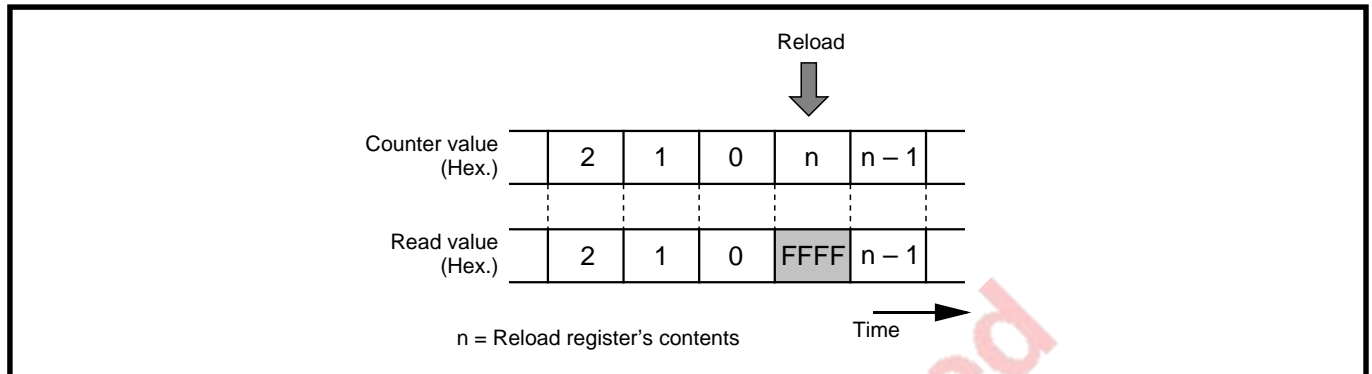 Reload
Counter value
(Hex.)
2 1 0 n n – 1
Read value
(Hex.)
2 1 0 FFFF n – 1
Time
n = Reload register's contents